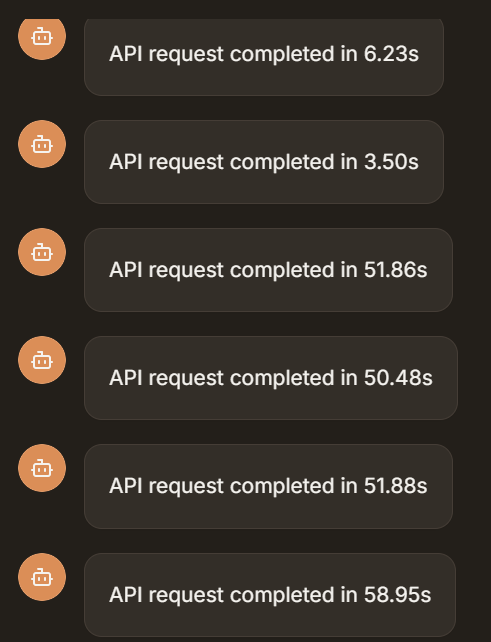 API request completed in 6.23s
API request completed in 3.50s
API request completed in 51.86s
API request completed in 50.48s
API request completed in 51.88s
API request completed in 58.95s